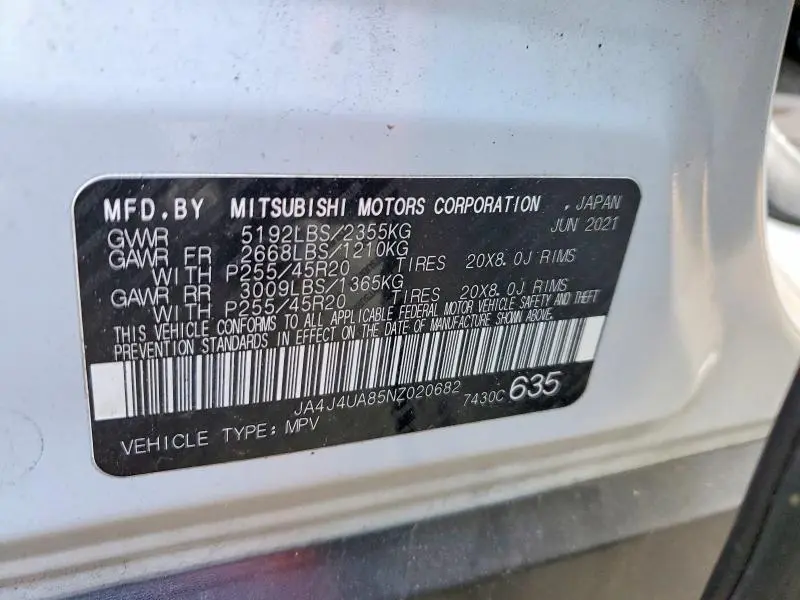 MFD.BY MITSUBISHI MOTORS CORPORATION , JAPAN
GVWR 5192LBS/2355KG JUN 2021
GAWR FR 2668LBS/1210KG
WITH P255/45R20 TIRES 20X8.0J RIMS
GAWR RR 3009LBS/1365KG
WITH P255/45R20 TIRES 20X8.0J RIMS
THIS VEHICLE CONFORMS TO ALL APPLICABLE FEDERAL MOTOR VEHICLE SAFETY AND THEFT
PREVENTION STANDARDS IN EFFECT ON THE DATE OF MANUFACTURE SHOWN ABOVE.
JA4J4UA85NZ020682 7430C 635
VEHICLE TYPE: MPV